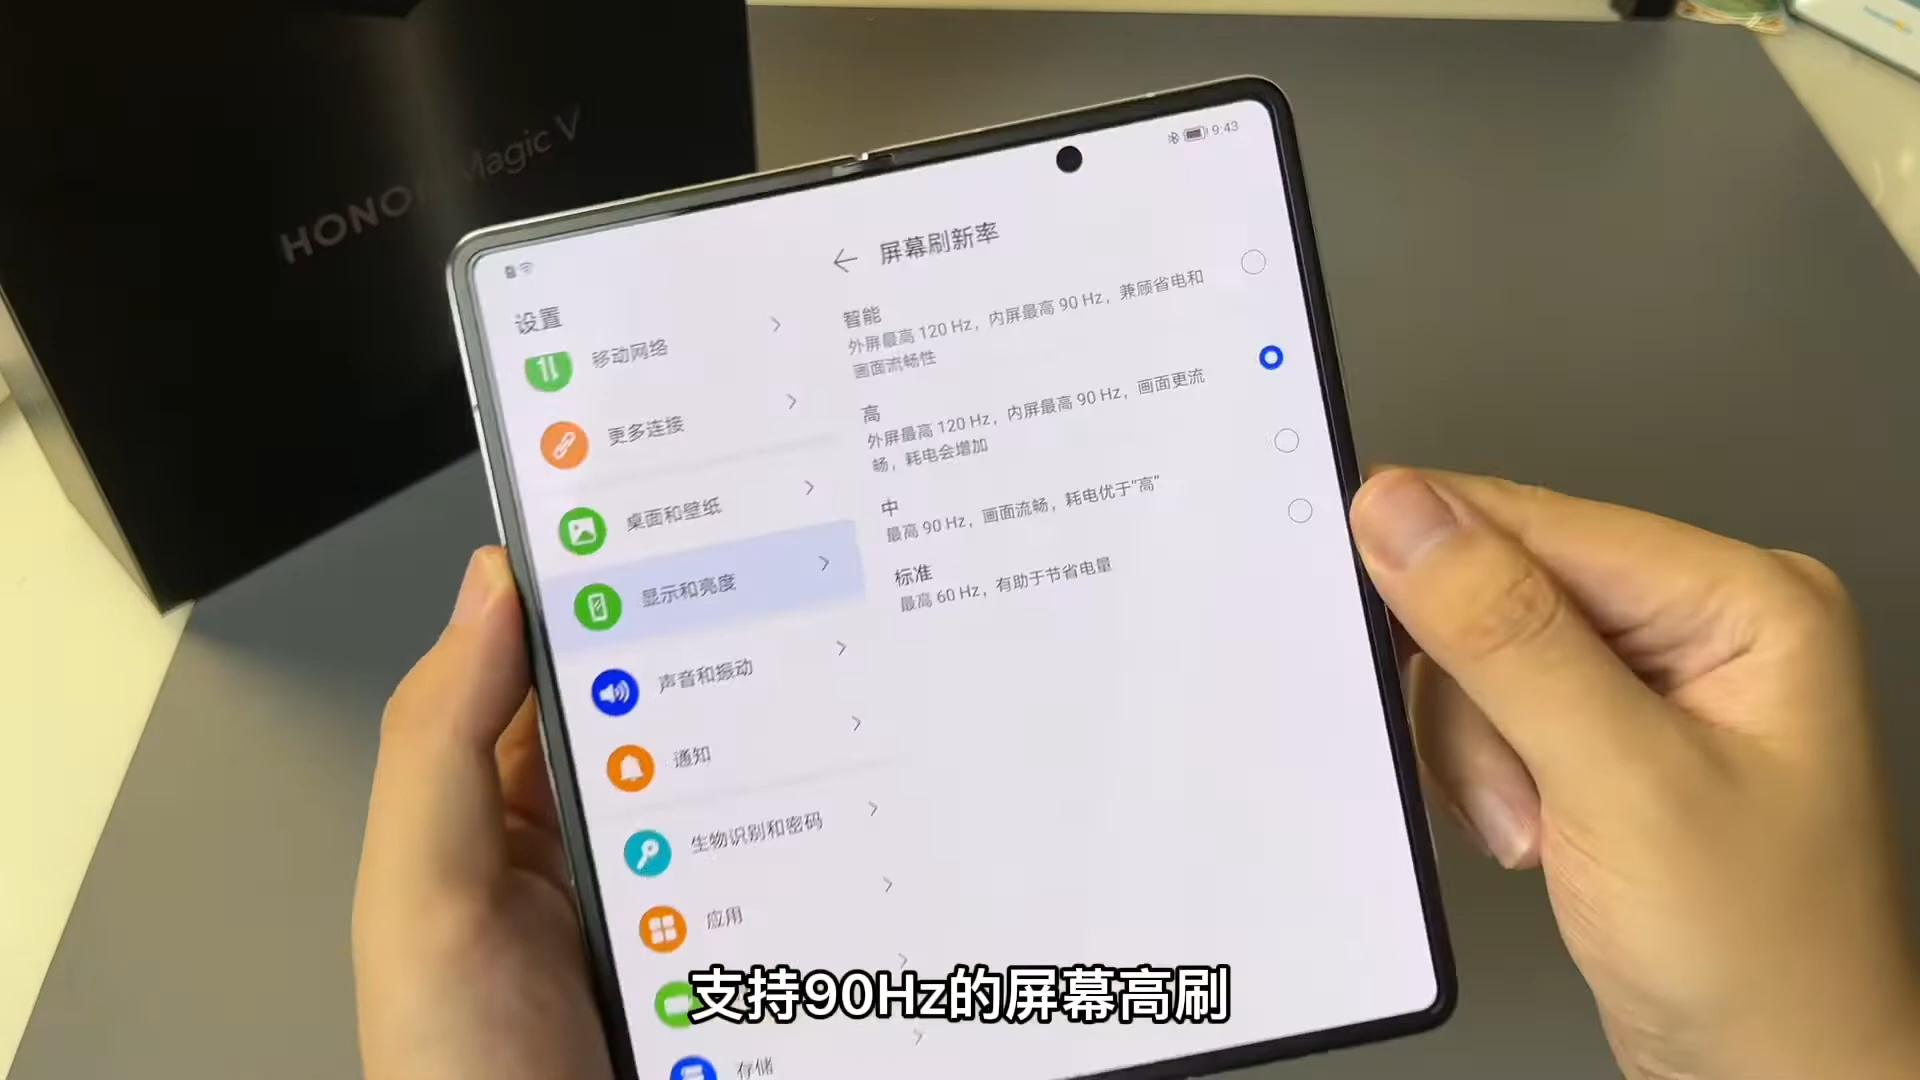 HONOR Magic V
9:43
设置
移动网络
更多连接
桌面和壁纸
显示和亮度
声音和振动
通知
生物识别和密码
应用
存储
屏幕刷新率
智能
外屏最高 120 Hz，内屏最高 90 Hz，兼顾省电和
画面流畅性
高
外屏最高 120 Hz，内屏最高 90 Hz，画面更流
畅，耗电会增加
中
最高 90 Hz，画面流畅，耗电优于“高”
标准
最高 60 Hz，有助于节省电量
支持90Hz的屏幕高刷